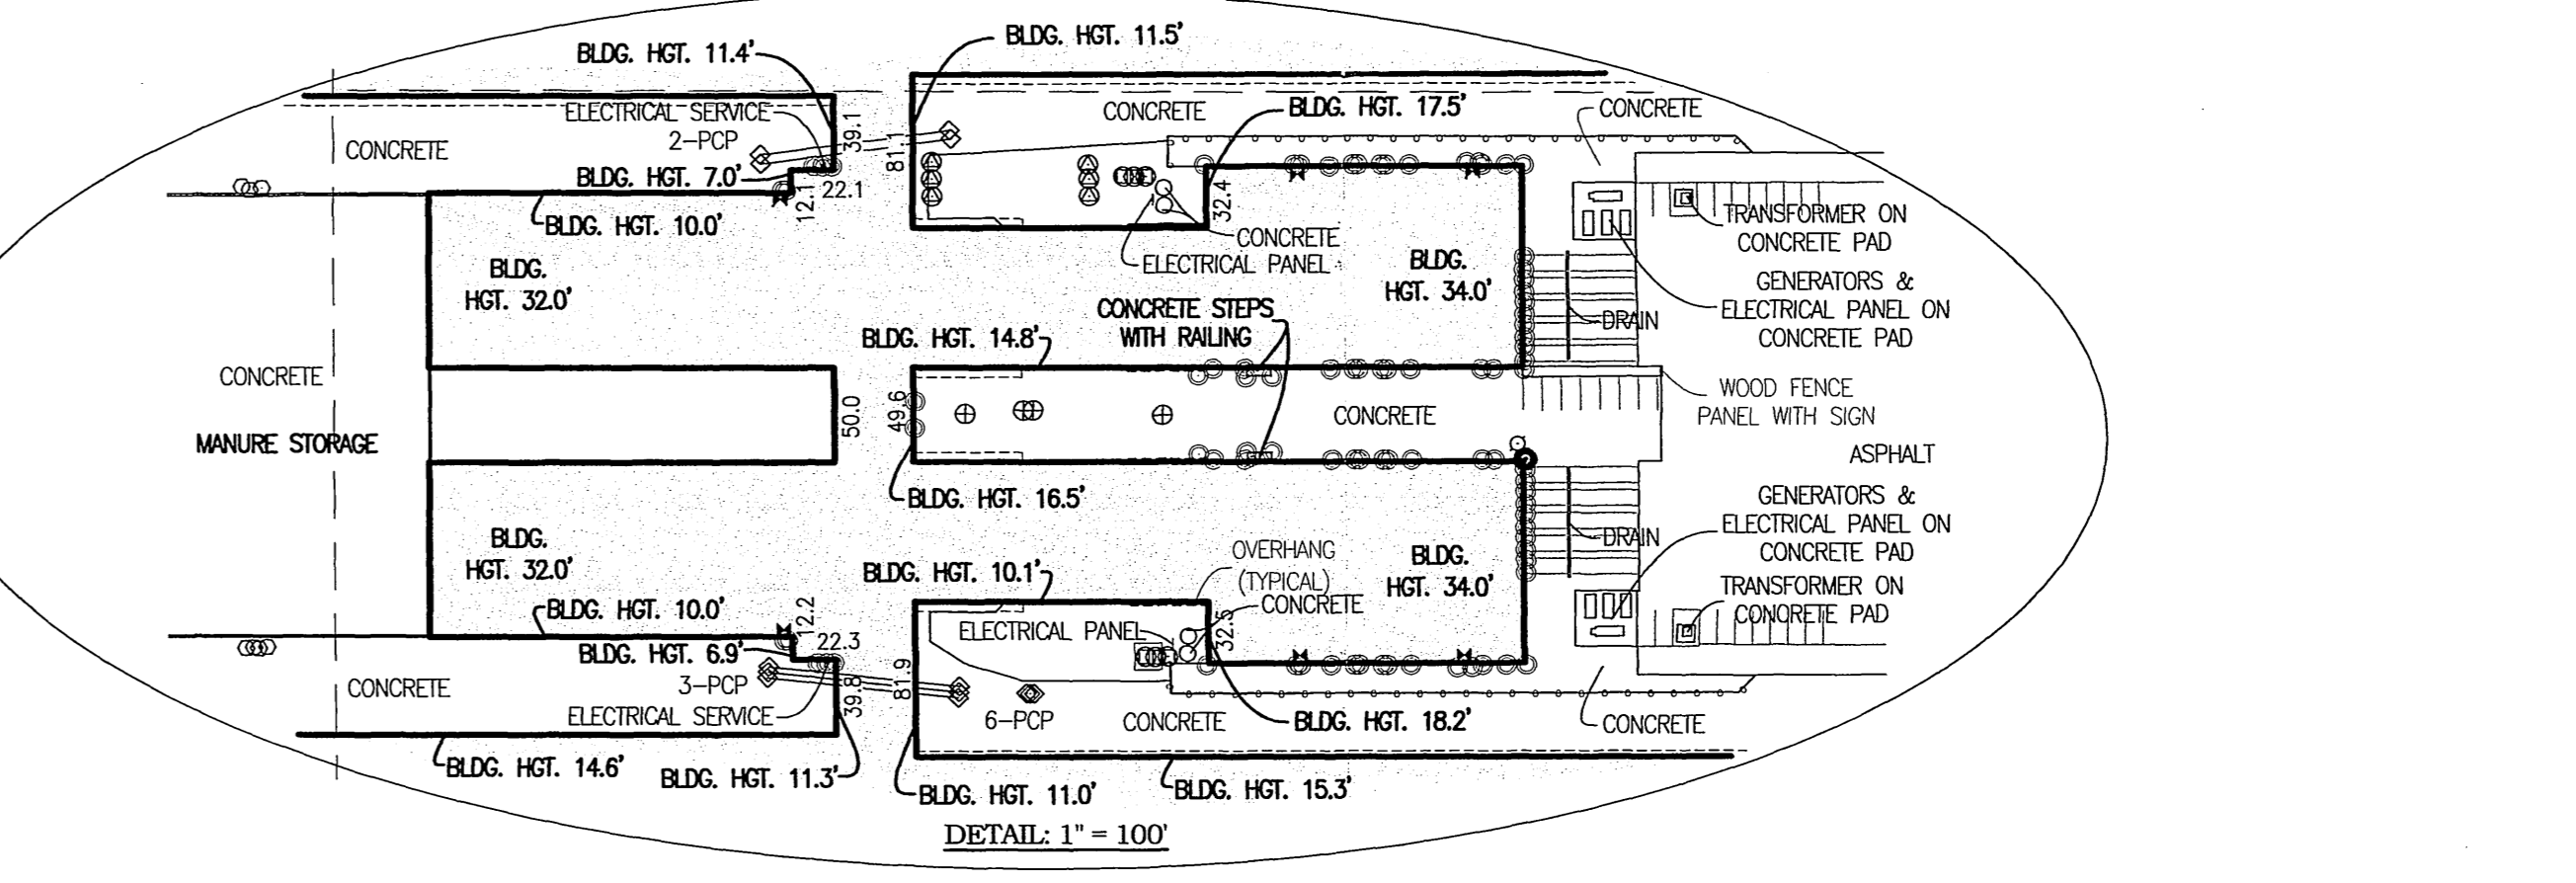 BLDG. HGT. 11.4'
BLDG. HGT. 11.5'
ELECTRICAL SERVICE
2-PCP
CONCRETE
BLDG. HGT. 7.0'
39.1
81.1
12.1
22.1
BLDG. HGT. 10.0'
CONCRETE
BLDG. HGT. 17.5'
CONCRETE
32.4
CONCRETE
ELECTRICAL PANEL
TRANSFORMER ON
CONCRETE PAD
BLDG.
HGT. 32.0'
BLDG.
HGT. 34.0'
GENERATORS &
ELECTRICAL PANEL ON
CONCRETE PAD
CONCRETE STEPS
WITH RAILING
DRAIN
BLDG. HGT. 14.8'
CONCRETE
MANURE STORAGE
50.0
49.6
CONCRETE
WOOD FENCE
PANEL WITH SIGN
ASPHALT
BLDG. HGT. 16.5'
GENERATORS &
ELECTRICAL PANEL ON
CONCRETE PAD
DRAIN
BLDG.
HGT. 32.0'
BLDG. HGT. 10.1'
OVERHANG
(TYPICAL)
BLDG.
HGT. 34.0'
TRANSFORMER ON
CONCRETE PAD
BLDG. HGT. 10.0'
12.2
22.3
BLDG. HGT. 6.9'
3-PCP
CONCRETE
ELECTRICAL SERVICE
39.8
81.9
CONCRETE
ELECTRICAL PANEL
32.5
6-PCP
CONCRETE
BLDG. HGT. 18.2'
CONCRETE
BLDG. HGT. 14.6'
BLDG. HGT. 11.3'
BLDG. HGT. 11.0'
BLDG. HGT. 15.3'
DETAIL: 1" = 100'